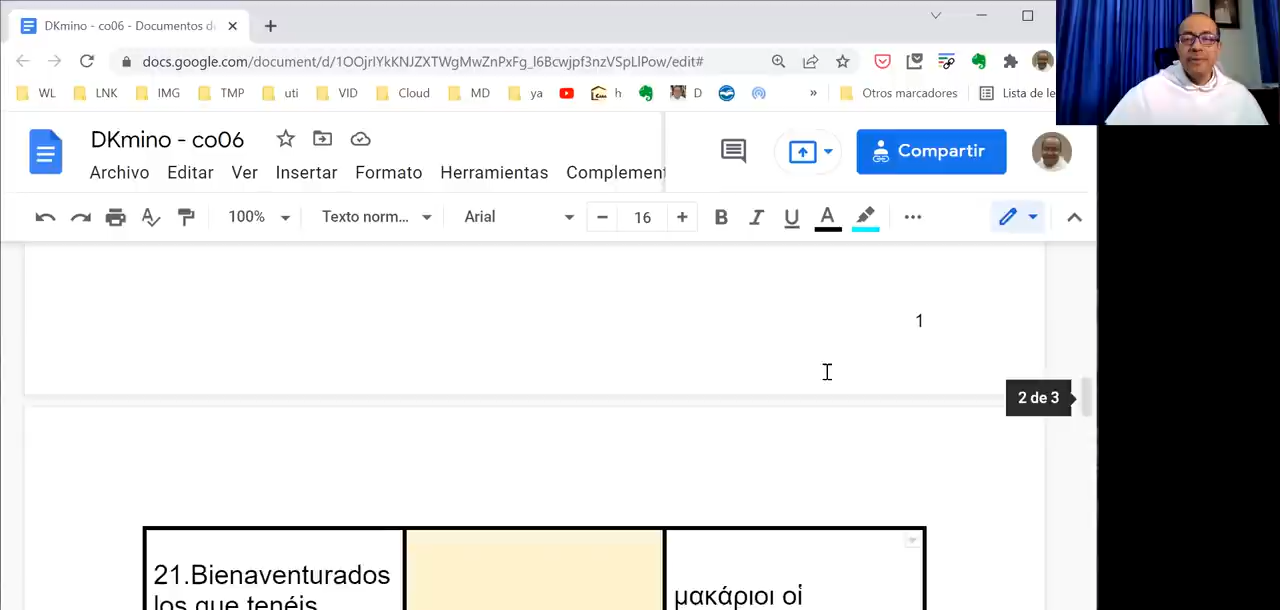 DKmino - co06 - Documentos de
docs.google.com/document/d/1OOjrIYkKNJZXTWgMwZnPxFg_l6Bcwjpf3nzVSpLlPow/edit#
WL LNK IMG TMP uti VID Cloud MD ya h D » Otros marcadores Lista de le
DKmino - co06
Compartir
Archivo Editar Ver Insertar Formato Herramientas Complement
100% Texto norm... Arial 16 B I U A
1
2 de 3
21.Bienaventurados
los que tenéis
μακάριοι οἱ